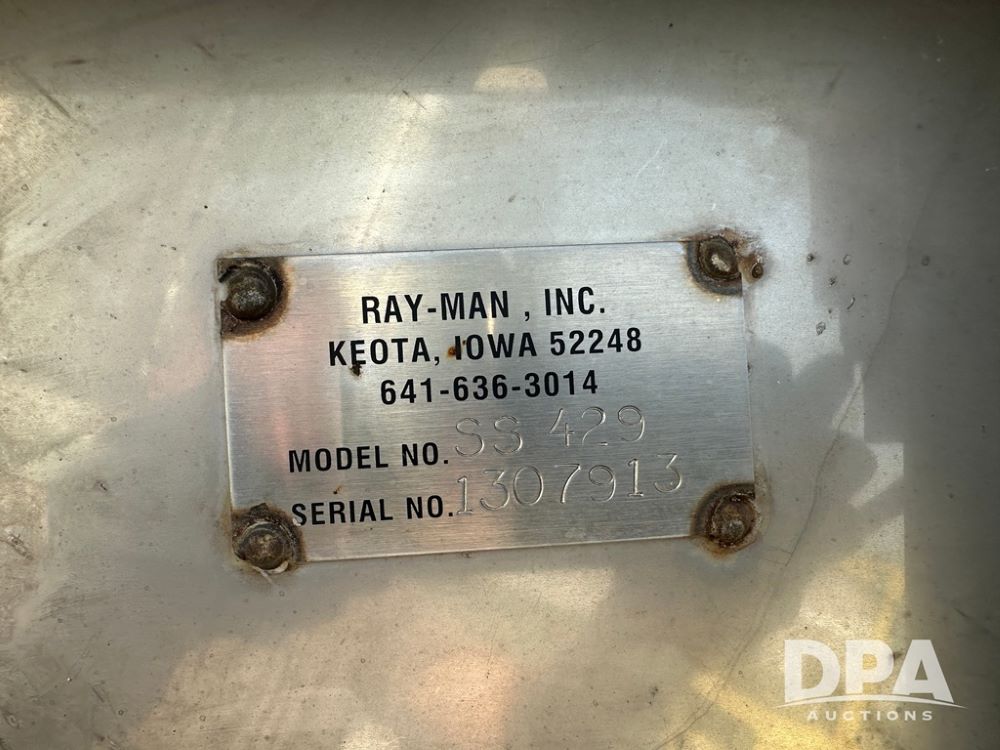 RAY-MAN , INC.
KEOTA, IOWA 52248
641-636-3014
MODEL NO. SS 429
SERIAL NO. 1307913
DPA
AUCTIONS